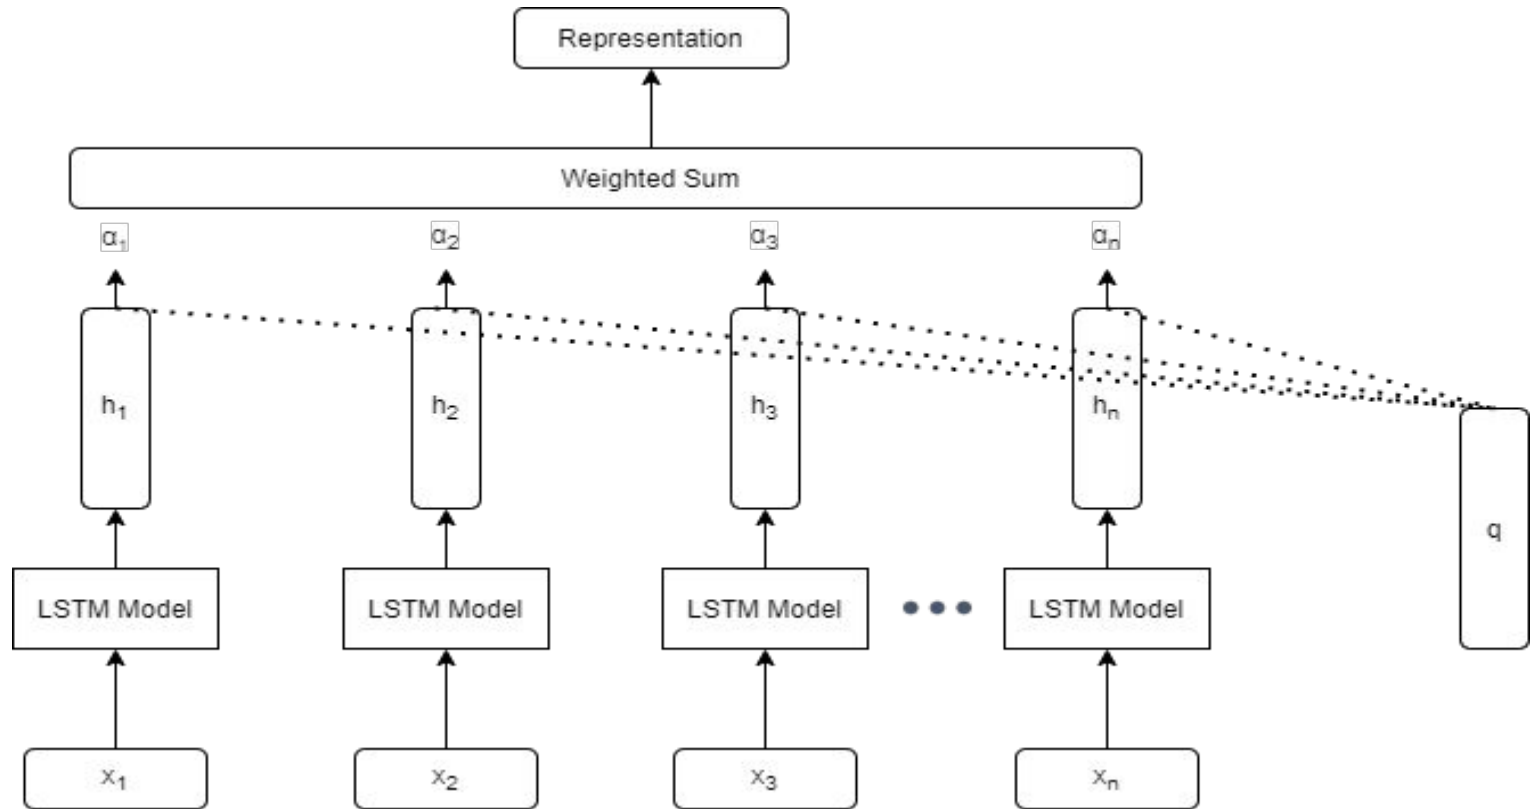 Representation
Weighted Sum
α₁ α₂ α₃ αₙ
h₁ h₂ h₃ hₙ
q
LSTM Model LSTM Model LSTM Model LSTM Model
x₁ x₂ x₃ xₙ